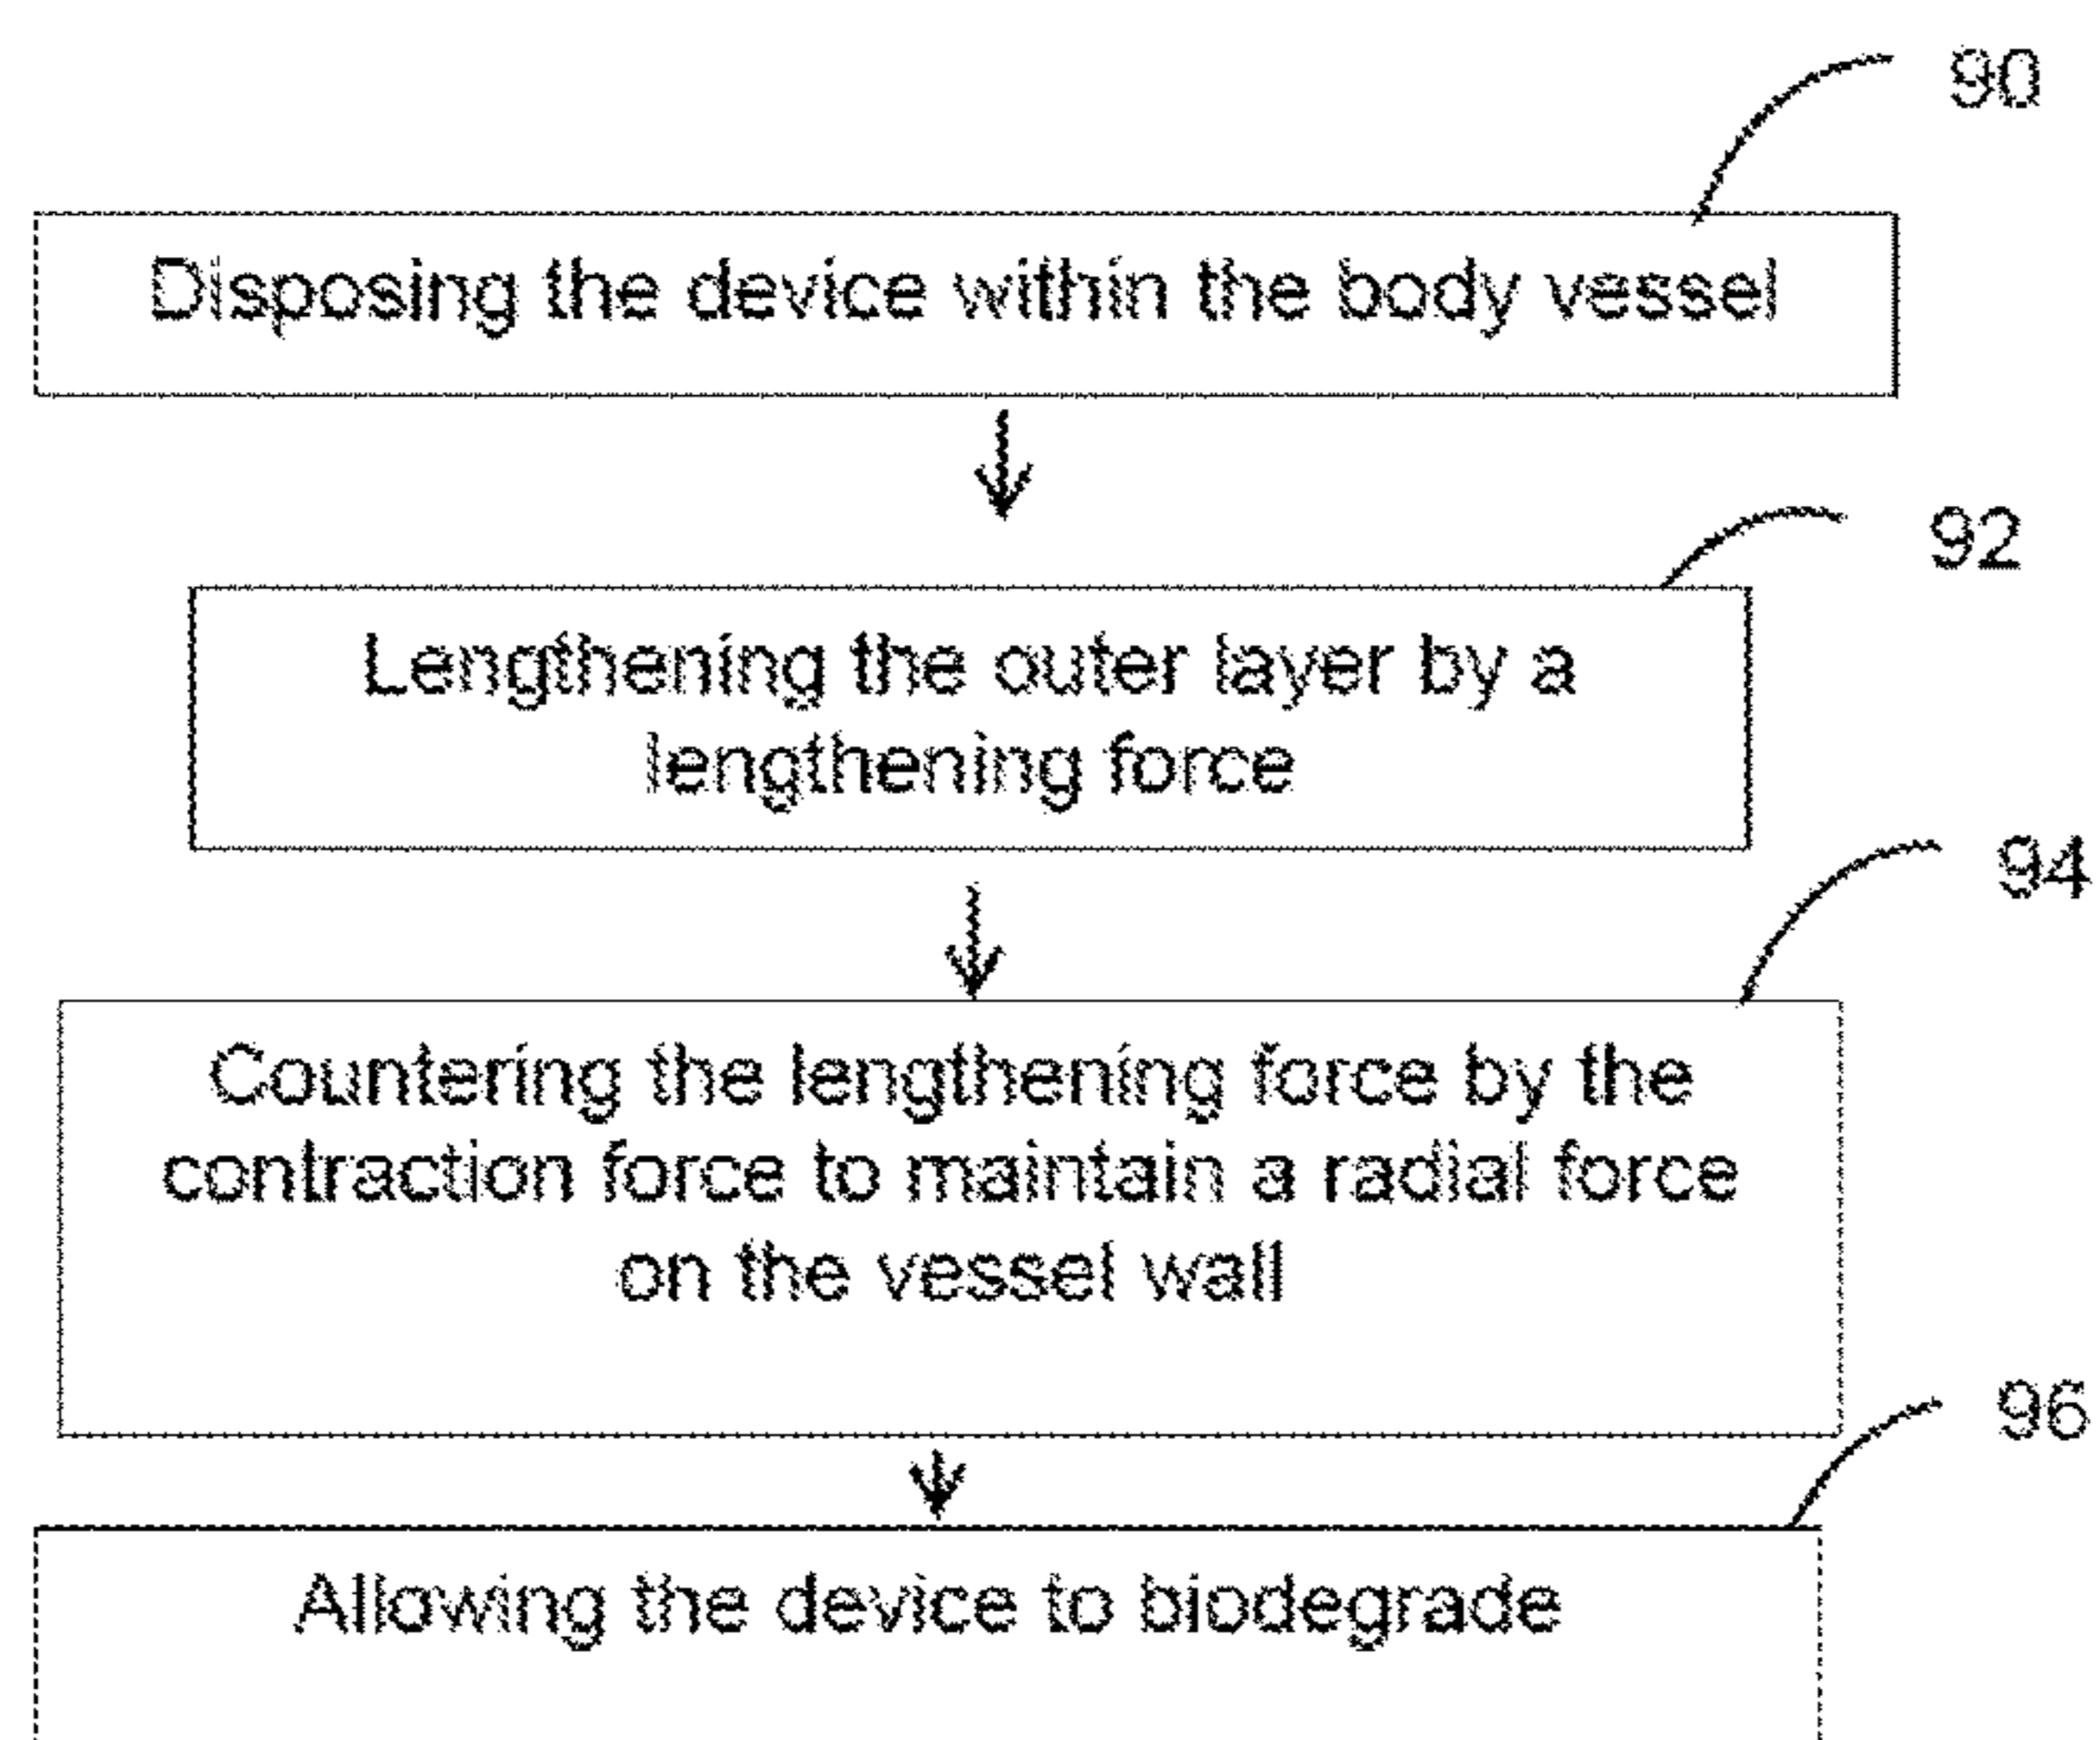 90
Disposing the device within the body vessel
92
Lengthening the outer layer by a
lengthening force
94
Countering the lengthening force by the
contraction force to maintain a radial force
on the vessel wall
96
Allowing the device to biodegrade